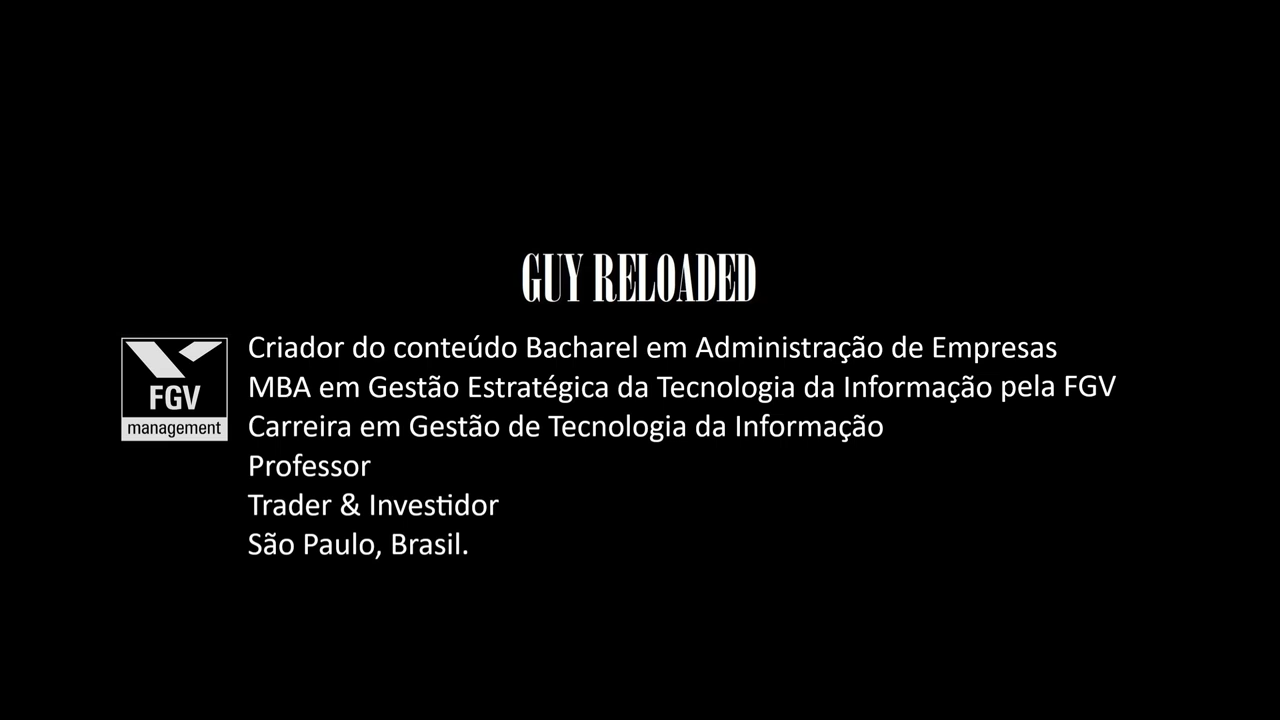 GUY RELOADED
Criador do conteúdo Bacharel em Administração de Empresas
MBA em Gestão Estratégica da Tecnologia da Informação pela FGV
Carreira em Gestão de Tecnologia da Informação
Professor
Trader & Investidor
São Paulo, Brasil.
FGV
management